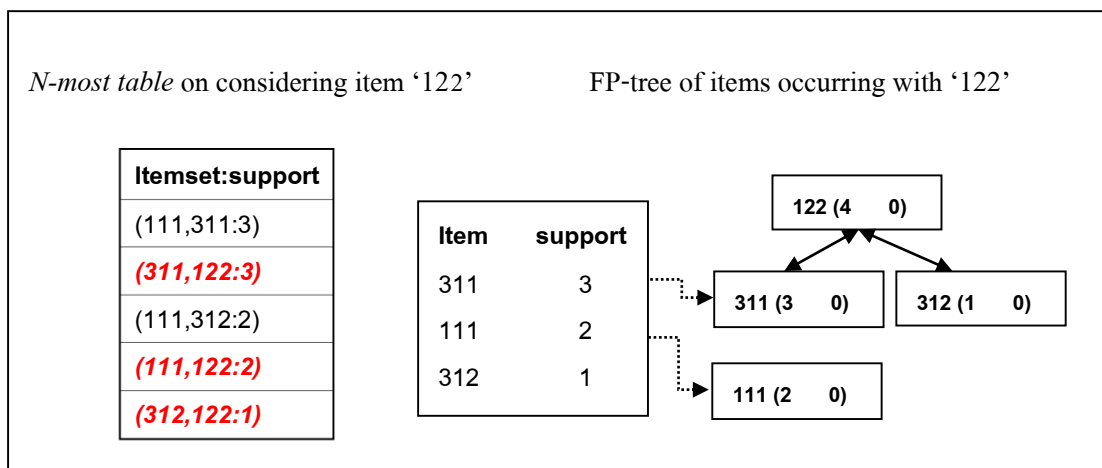 N-most table on considering item ‘122’
FP-tree of items occurring with ‘122’
Itemset:support
(111,311:3)
(311,122:3)
(111,312:2)
(111,122:2)
(312,122:1)
Item support
311 3
111 2
312 1
122 (4 0)
311 (3 0)
312 (1 0)
111 (2 0)